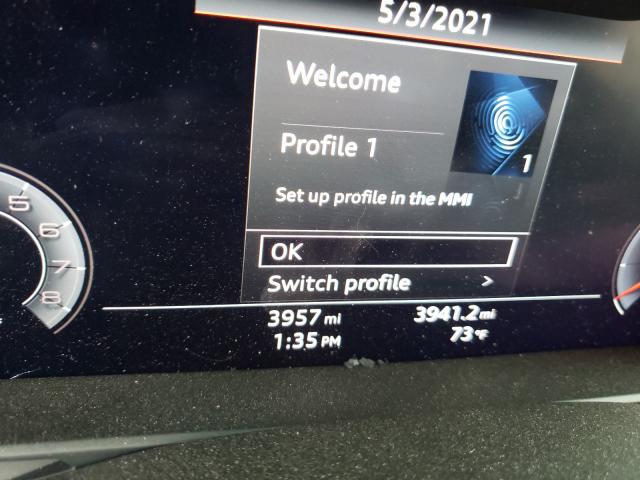 5/3/2021
Welcome
Profile 1
1
Set up profile in the MMI
OK
Switch profile >
3957 mi 3941.2 mi
1:35 PM 73 °F
5
6
7
8